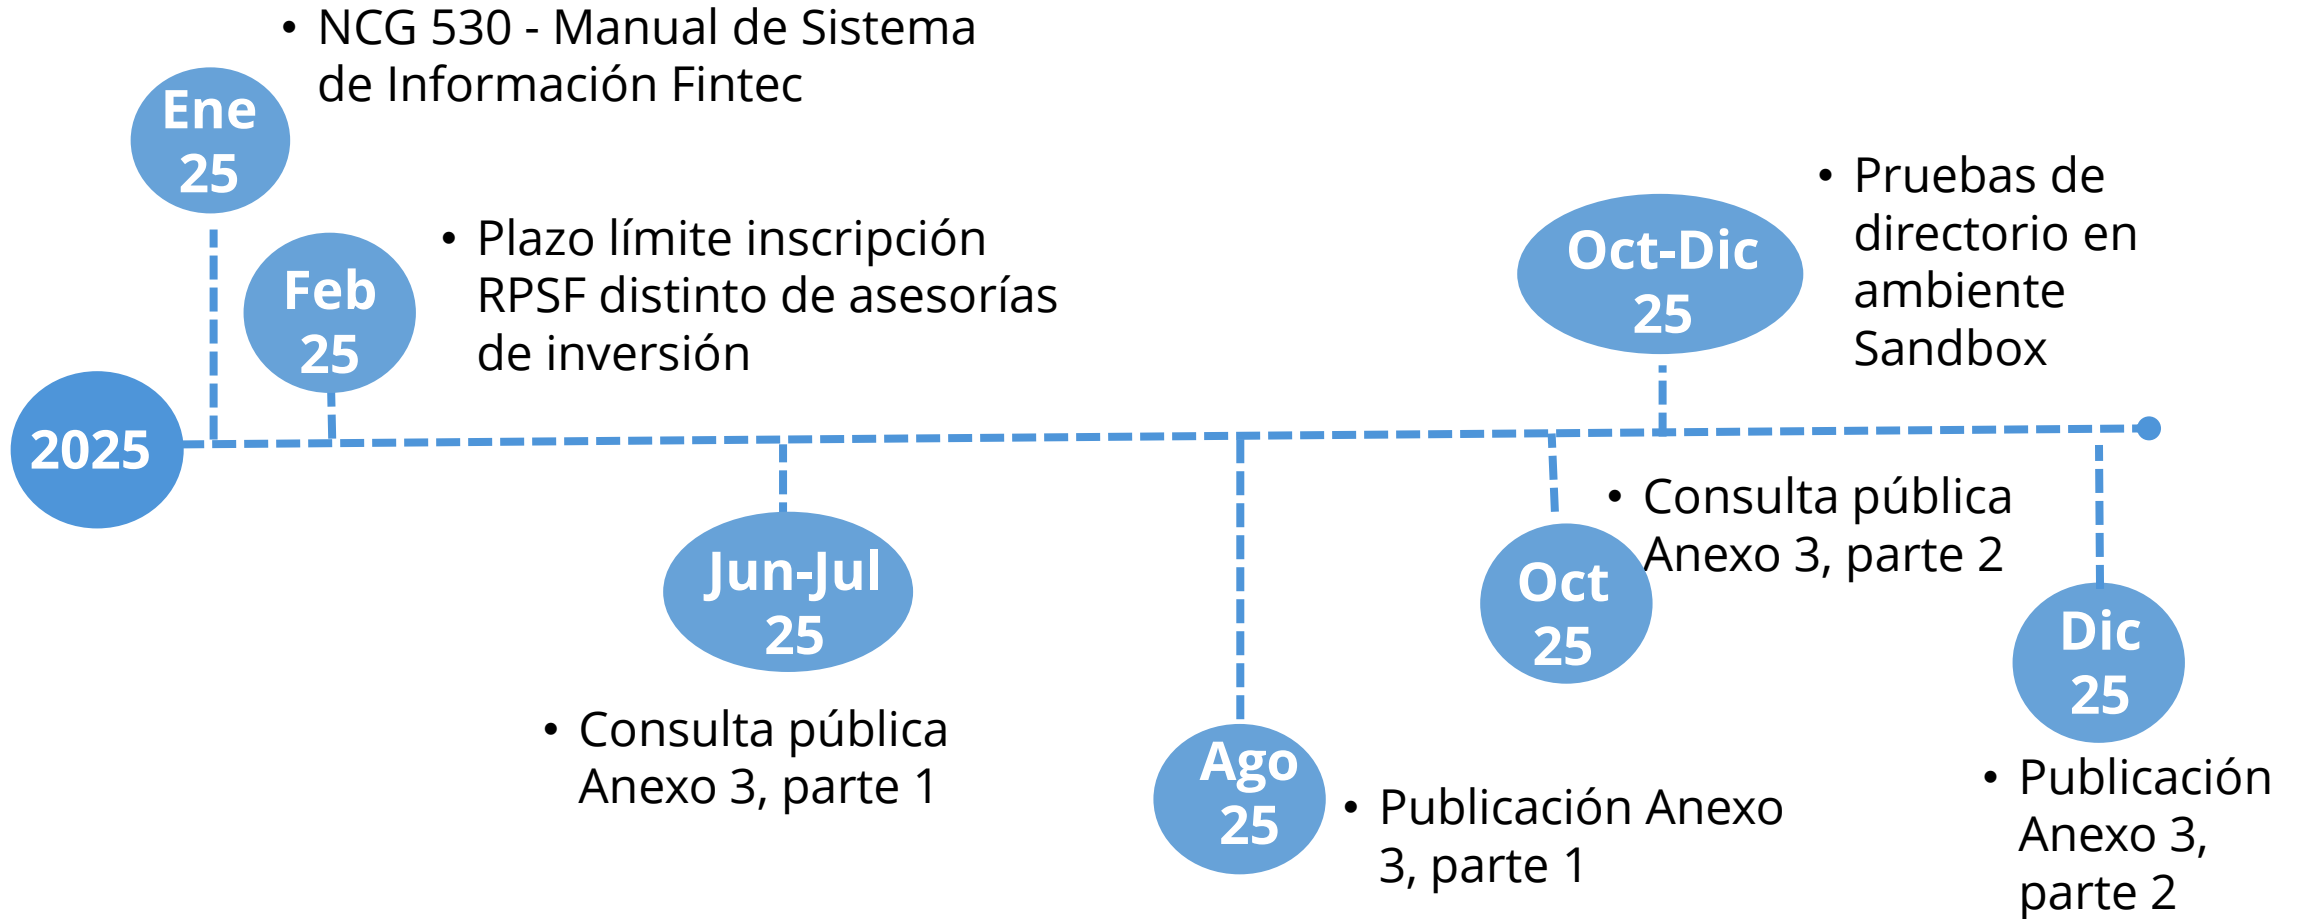 • NCG 530 - Manual de Sistema
de Información Fintec
Ene
25
Feb
25
• Plazo límite inscripción
RPSF distinto de asesorías
de inversión
2025
Oct-Dic
25
• Pruebas de
directorio en
ambiente
Sandbox
Jun-Jul
25
• Consulta pública
Anexo 3, parte 1
Ago
25
• Publicación Anexo
3, parte 1
Oct
25
• Consulta pública
Anexo 3, parte 2
Dic
25
• Publicación
Anexo 3,
parte 2